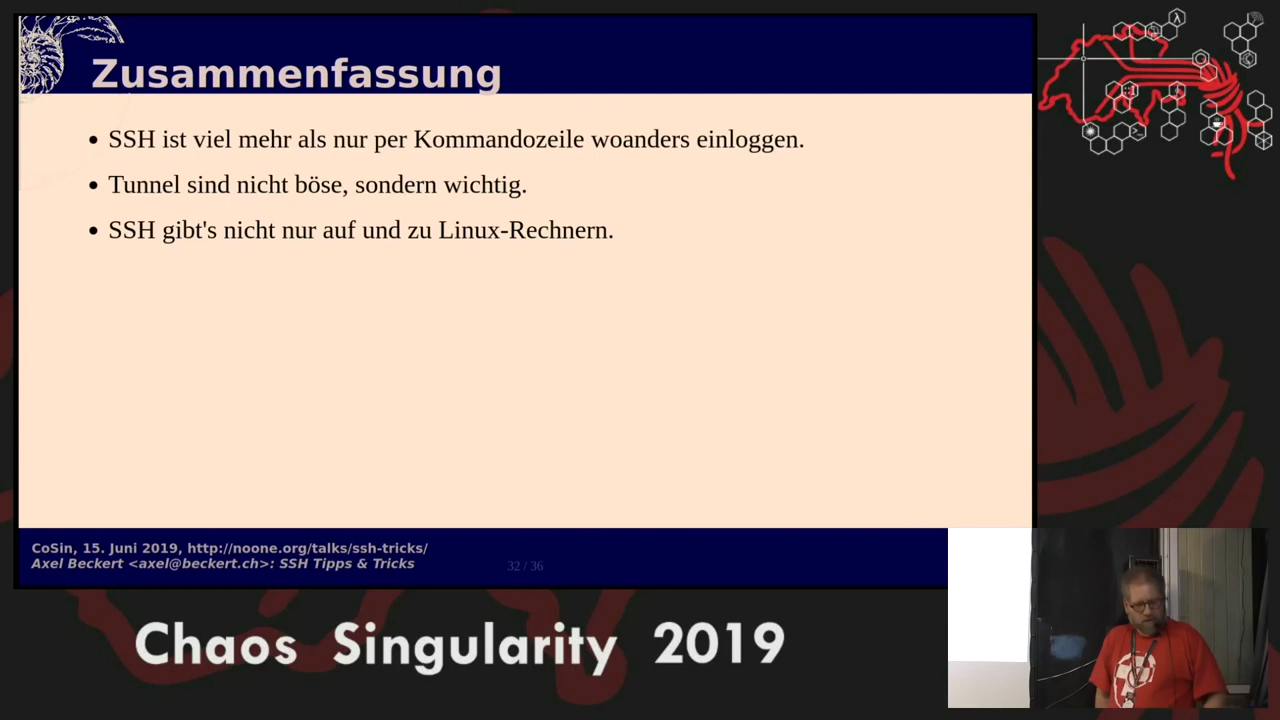 Zusammenfassung
• SSH ist viel mehr als nur per Kommandozeile woanders einloggen.
• Tunnel sind nicht böse, sondern wichtig.
• SSH gibt's nicht nur auf und zu Linux-Rechnern.
CoSin, 15. Juni 2019, http://noone.org/talks/ssh-tricks/
Axel Beckert <axel@beckert.ch>: SSH Tipps & Tricks
32 / 36
Chaos Singularity 2019